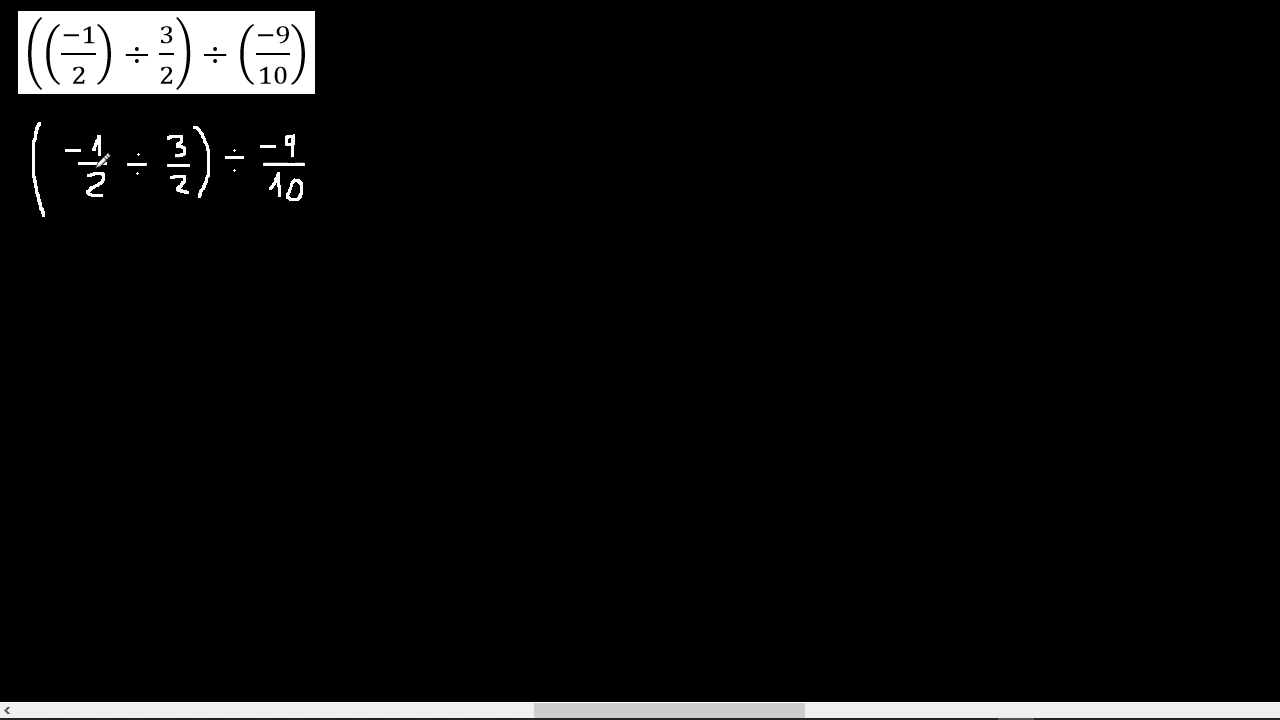 ((−1/2) ÷ 3/2) ÷ (−9/10)
(−1/2 ÷ 3/2) ÷ −9/10